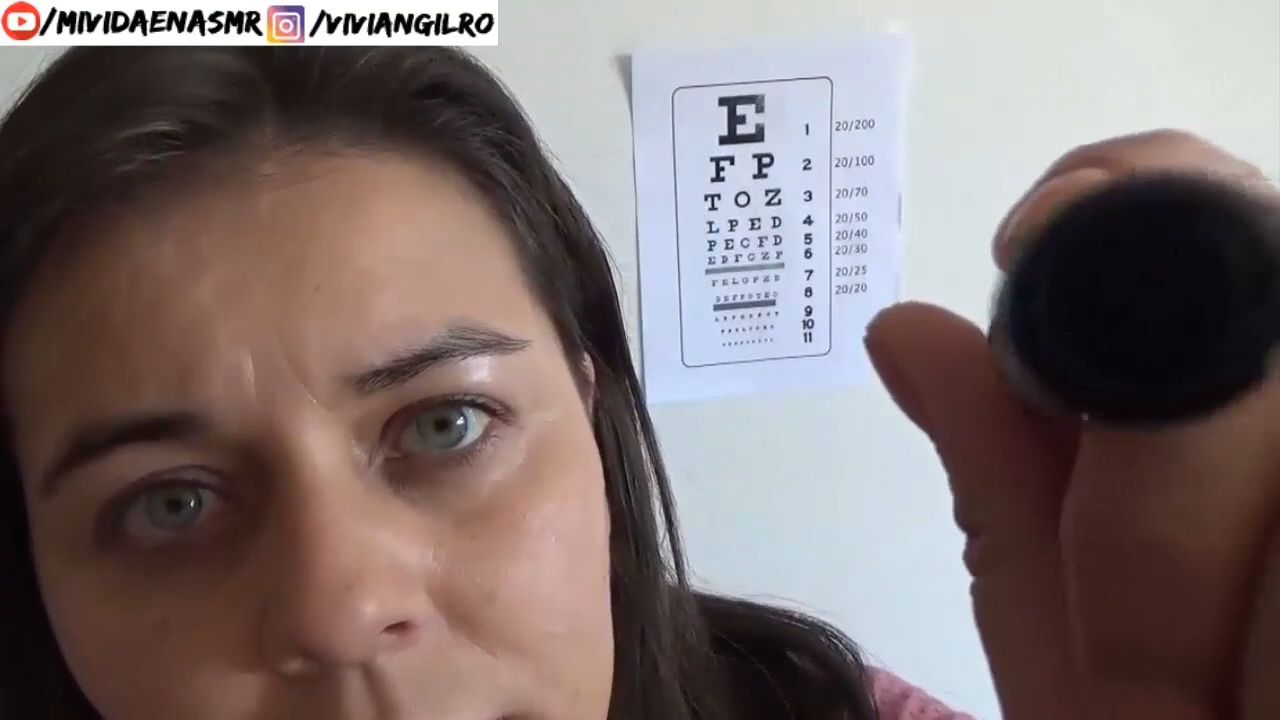 /MIVIDAENASMR /VIVIANGILRO
E 1 20/200
F P 2 20/100
T O Z 3 20/70
L P E D 4 20/50
P E C F D 5 20/40
E D F C Z P 6 20/30
F E L O P Z D 7 20/25
D E F P O T E C 8 20/20
9
10
11